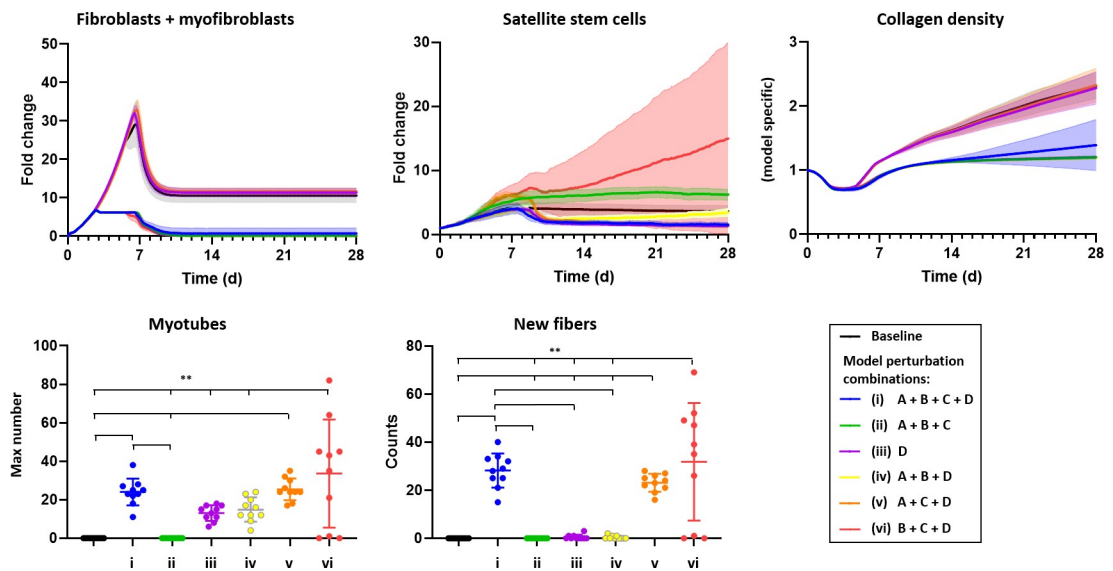 Fibroblasts + myofibroblasts
Fold change
50
40
30
20
10
0
0 7 14 21 28
Time (d)
Satellite stem cells
Fold change
30
20
10
0
0 7 14 21 28
Time (d)
Collagen density
(model specific)
3
2
1
0
0 7 14 21 28
Time (d)
Myotubes
Max number
100
80
60
40
20
0
**
i ii iii iv v vi
New fibers
Counts
80
60
40
20
0
**
i ii iii iv v vi
Baseline
Model perturbation
combinations:
(i) A + B + C + D
(ii) A + B + C
(iii) D
(iv) A + B + D
(v) A + C + D
(vi) B + C + D